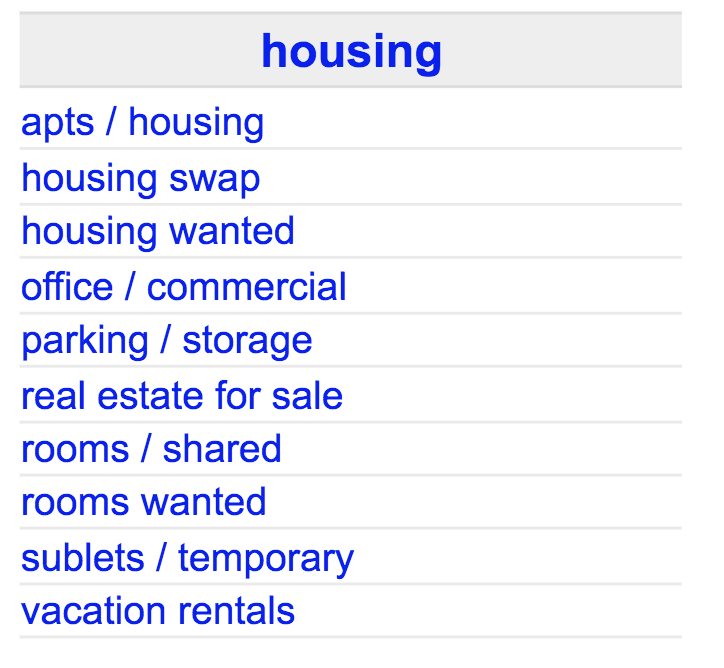 housing
apts / housing
housing swap
housing wanted
office / commercial
parking / storage
real estate for sale
rooms / shared
rooms wanted
sublets / temporary
vacation rentals